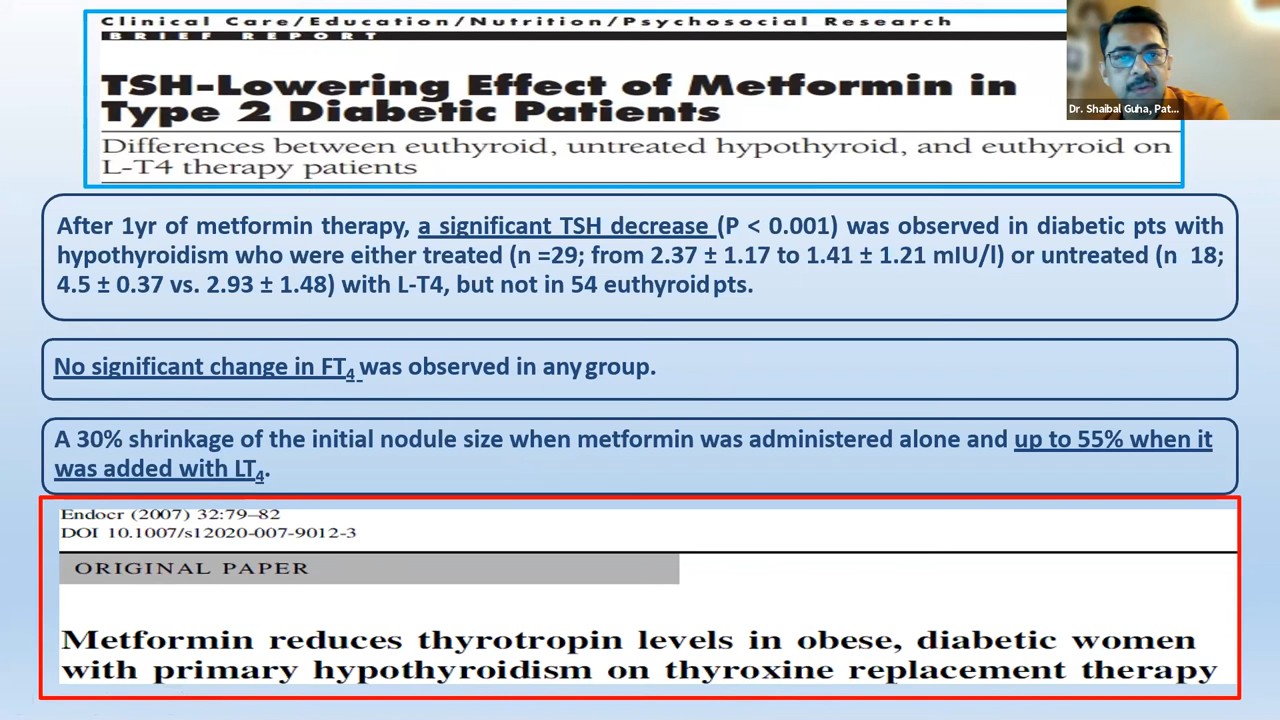 Clinical Care/Education/Nutrition/Psychosocial Research
BRIEF REPORT
TSH-Lowering Effect of Metformin in
Type 2 Diabetic Patients
Differences between euthyroid, untreated hypothyroid, and euthyroid on
L-T4 therapy patients
Dr. Shaibal Guha, Pat...
After 1yr of metformin therapy, a significant TSH decrease (P < 0.001) was observed in diabetic pts with
hypothyroidism who were either treated (n =29; from 2.37 ± 1.17 to 1.41 ± 1.21 mIU/l) or untreated (n 18;
4.5 ± 0.37 vs. 2.93 ± 1.48) with L-T4, but not in 54 euthyroid pts.
No significant change in FT4 was observed in any group.
A 30% shrinkage of the initial nodule size when metformin was administered alone and up to 55% when it
was added with LT4.
Endocr (2007) 32:79–82
DOI 10.1007/s12020-007-9012-3
ORIGINAL PAPER
Metformin reduces thyrotropin levels in obese, diabetic women
with primary hypothyroidism on thyroxine replacement therapy